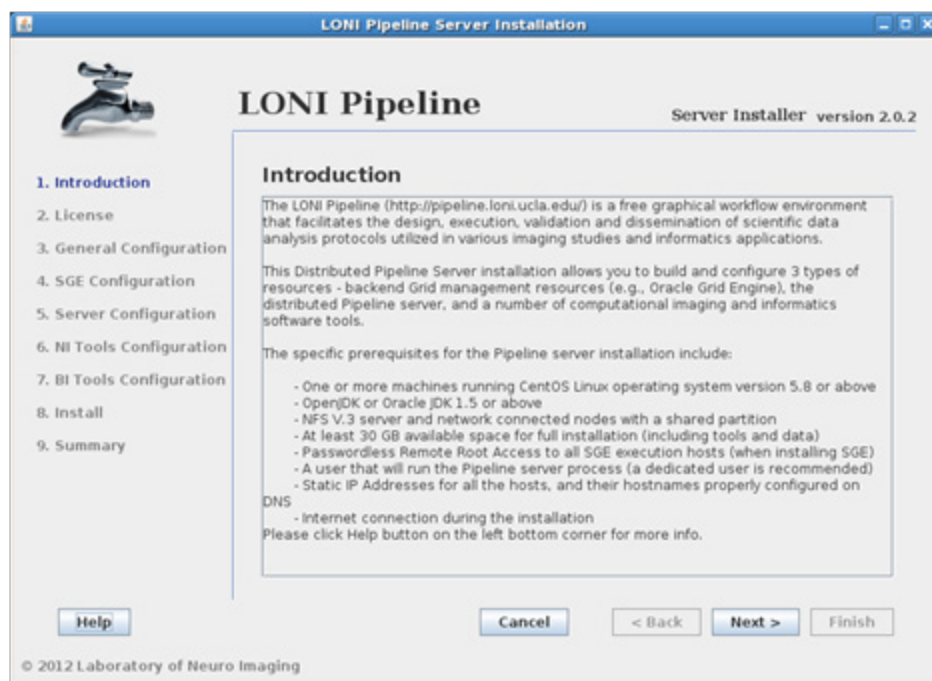 LONI Pipeline Server Installation
LONI Pipeline
Server Installer version 2.0.2
1. Introduction
2. License
3. General Configuration
4. SGE Configuration
5. Server Configuration
6. NI Tools Configuration
7. BI Tools Configuration
8. Install
9. Summary
Introduction
The LONI Pipeline (http://pipeline.loni.ucla.edu/) is a free graphical workflow environment
that facilitates the design, execution, validation and dissemination of scientific data
analysis protocols utilized in various imaging studies and informatics applications.
This Distributed Pipeline Server installation allows you to build and configure 3 types of
resources - backend Grid management resources (e.g., Oracle Grid Engine), the
distributed Pipeline server, and a number of computational imaging and informatics
software tools.
The specific prerequisites for the Pipeline server installation include:
- One or more machines running CentOS Linux operating system version 5.8 or above
- OpenJDK or Oracle JDK 1.5 or above
- NFS V.3 server and network connected nodes with a shared partition
- At least 30 GB available space for full installation (including tools and data)
- Passwordless Remote Root Access to all SGE execution hosts (when installing SGE)
- A user that will run the Pipeline server process (a dedicated user is recommended)
- Static IP Addresses for all the hosts, and their hostnames properly configured on
DNS
- Internet connection during the installation
Please click Help button on the left bottom corner for more info.
Help
Cancel
< Back
Next >
Finish
© 2012 Laboratory of Neuro Imaging